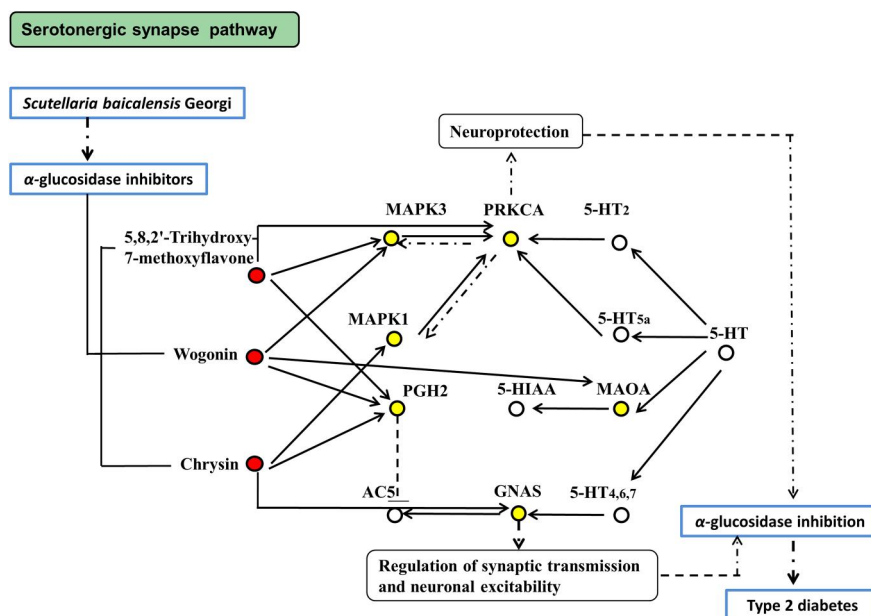 Serotonergic synapse pathway
Scutellaria baicalensis Georgi
Neuroprotection
α-glucosidase inhibitors
MAPK3
PRKCA
5-HT2
5,8,2'-Trihydroxy-
7-methoxyflavone
MAPK1
5-HT5a
5-HT
Wogonin
PGH2
5-HIAA
MAOA
Chrysin
AC5
GNAS
5-HT4,6,7
α-glucosidase inhibition
Regulation of synaptic transmission
and neuronal excitability
Type 2 diabetes